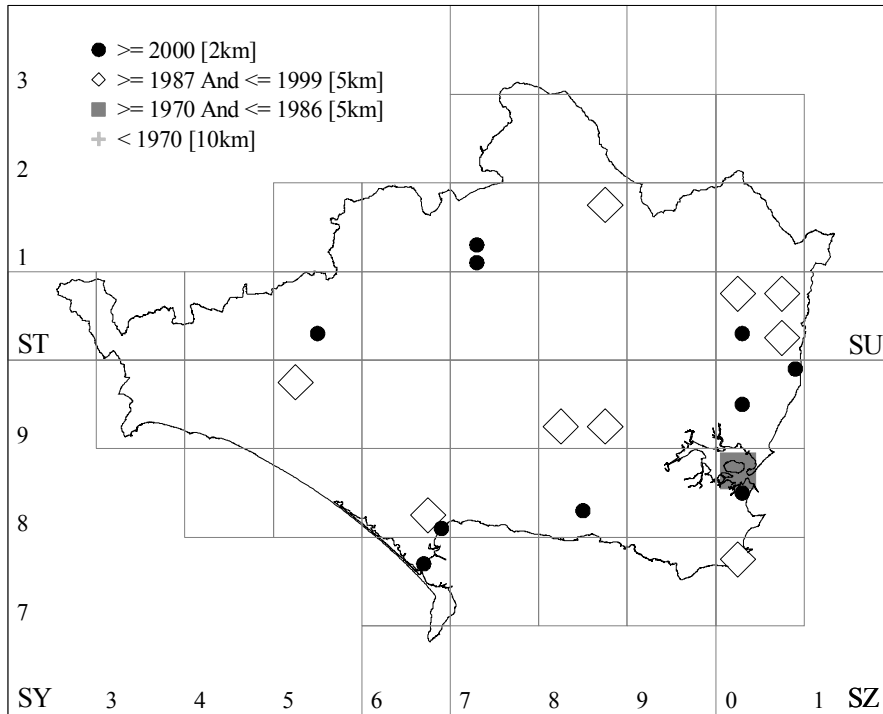 >= 2000 [2km]
>= 1987 And <= 1999 [5km]
>= 1970 And <= 1986 [5km]
< 1970 [10km]
3
2
1
ST
SU
9
8
7
SY
3
4
5
6
7
8
9
0
1
SZ